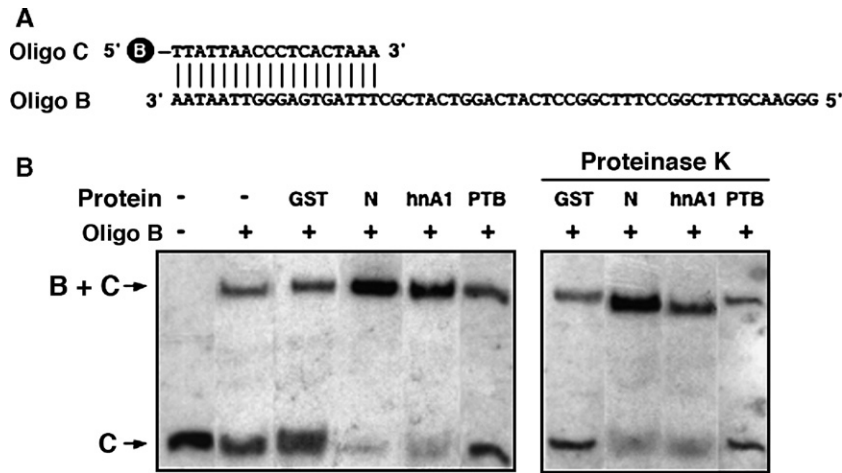 A
Oligo C 5' B –TTATTAACCCTCACTAAA 3'
Oligo B 3' AATAATTGGGAGTGATTTCGCTACTGGACTACTCCGGCTTTCCGGCTTTGCAAGGG 5'
B
Proteinase K
Protein - - GST N hnA1 PTB GST N hnA1 PTB
Oligo B - + + + + + + + + +
B + C
C